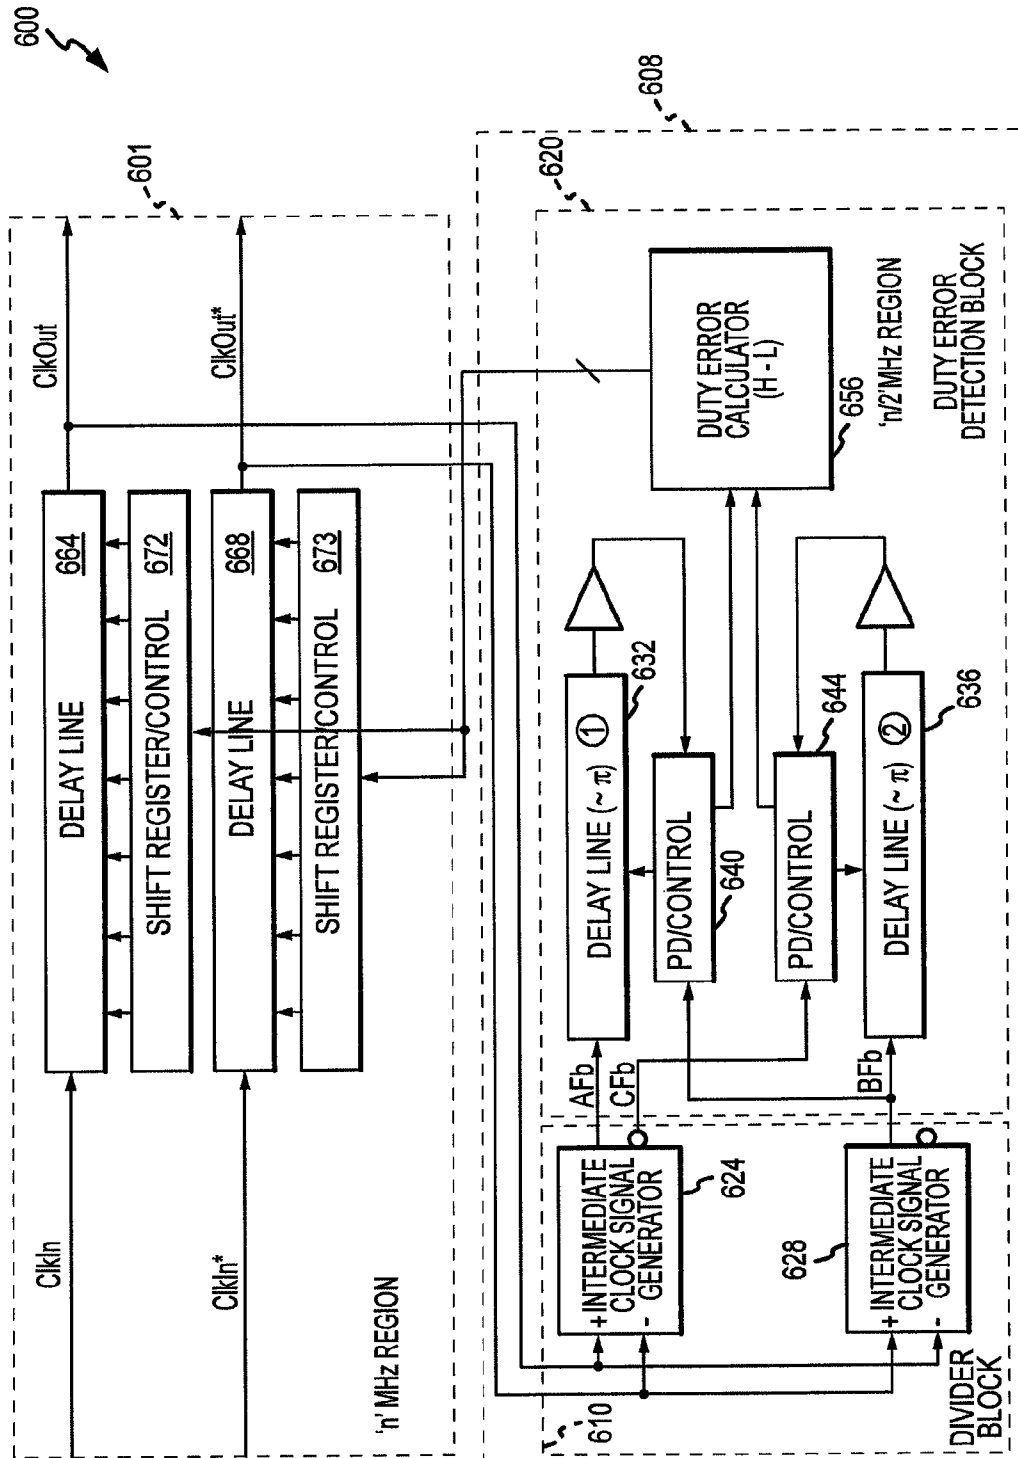 600
601
ClkIn
ClkIn*
ClkOut
ClkOut*
DELAY LINE 664
SHIFT REGISTER/CONTROL 672
DELAY LINE 668
SHIFT REGISTER/CONTROL 673
'n' MHz REGION
608
620
610
DIVIDER
BLOCK
+ INTERMEDIATE
CLOCK SIGNAL
- GENERATOR
624
+ INTERMEDIATE
CLOCK SIGNAL
- GENERATOR
628
AFb
CFb
BFb
DELAY LINE (~ π) ①
632
PD/CONTROL
640
PD/CONTROL
644
DELAY LINE (~ π) ②
636
DUTY ERROR
CALCULATOR
(H - L)
656
'n/2' MHz REGION
DUTY ERROR
DETECTION BLOCK